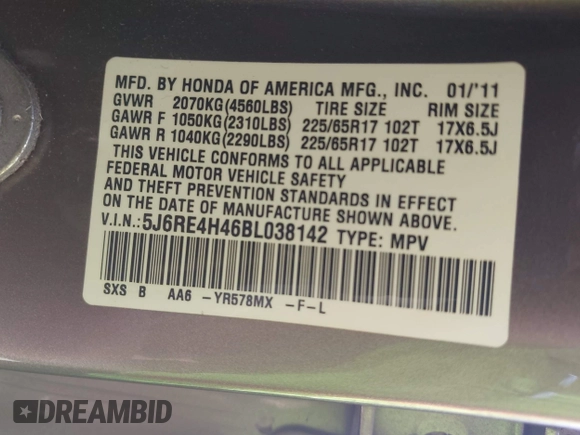 MFD. BY HONDA OF AMERICA MFG., INC. 01/'11
GVWR 2070KG(4560LBS) TIRE SIZE RIM SIZE
GAWR F 1050KG(2310LBS) 225/65R17 102T 17X6.5J
GAWR R 1040KG(2290LBS) 225/65R17 102T 17X6.5J
THIS VEHICLE CONFORMS TO ALL APPLICABLE
FEDERAL MOTOR VEHICLE SAFETY
AND THEFT PREVENTION STANDARDS IN EFFECT
ON THE DATE OF MANUFACTURE SHOWN ABOVE.
V.I.N.:5J6RE4H46BL038142 TYPE: MPV
SXS B AA6 -YR578MX -F-L
DREAMBID